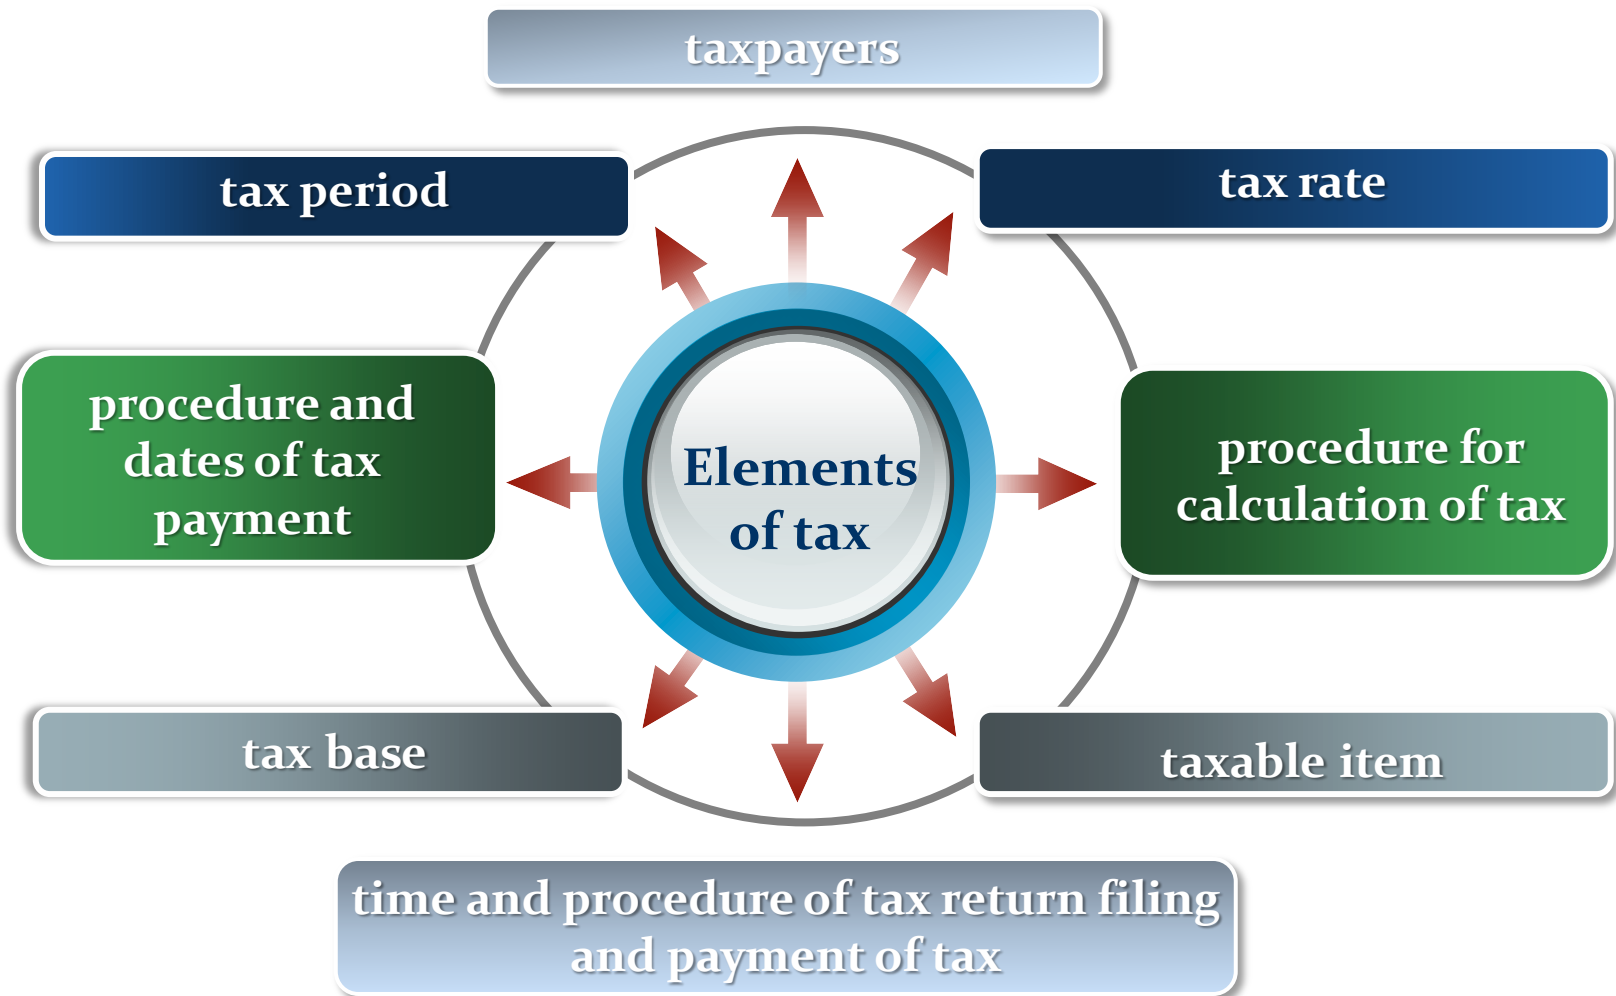 taxpayers
tax period
tax rate
procedure and
dates of tax
payment
Elements
of tax
procedure for
calculation of tax
tax base
taxable item
time and procedure of tax return filing
and payment of tax